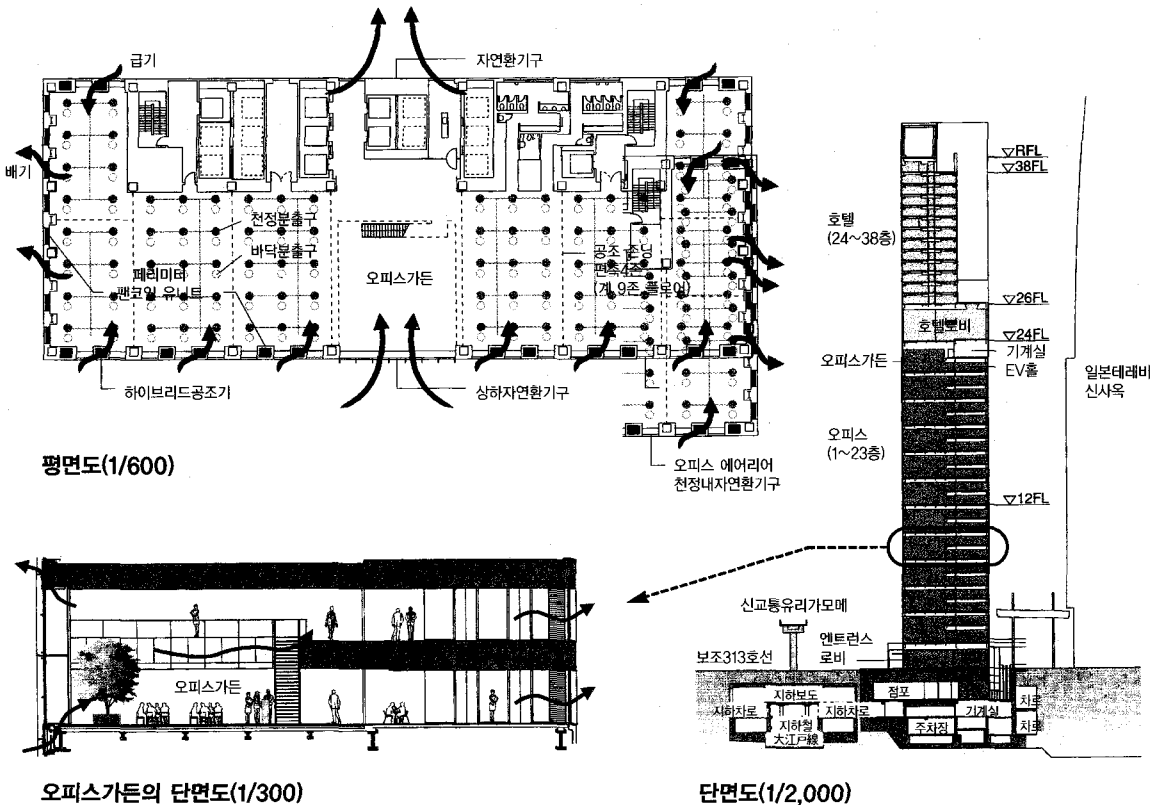 급기
자연환기구
배기
천정분출구
바닥분출구
페리미터
팬코일 유니트
오피스가든
공조 존닝
편측4존
(계 9존 플로어)
하이브리드공조기
상하자연환기구
오피스 에어리어
천정내자연환기구
평면도(1/600)
▽RFL
▽38FL
호텔
(24~38층)
▽26FL
호텔로비
▽24FL
기계실
EV홀
오피스가든
일본테레비
신사옥
오피스
(1~23층)
▽12FL
신교통유리가모메
엔트런스
로비
보조313호선
지하보도
점포
지하차로
지하차로
지하철
大江戸線
기계실
주차장
차로
차로
단면도(1/2,000)
오피스가든
오피스가든의 단면도(1/300)